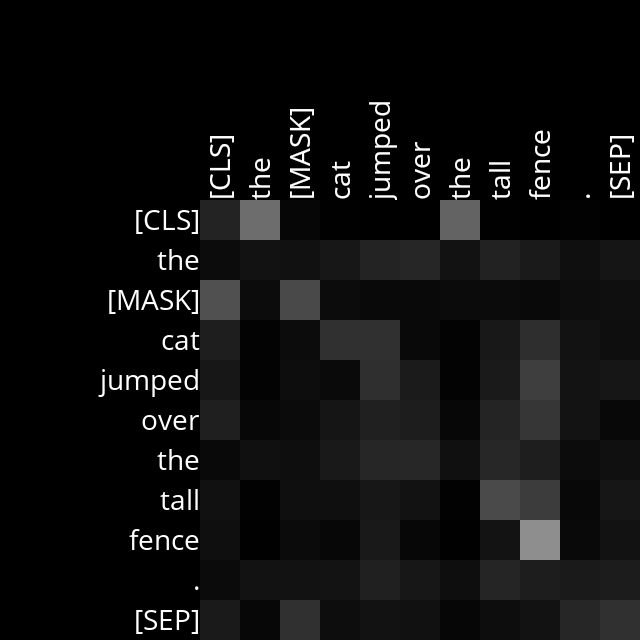 [CLS] the [MASK] cat jumped over the tall fence . [SEP]
[CLS]
the
[MASK]
cat
jumped
over
the
tall
fence
.
[SEP]